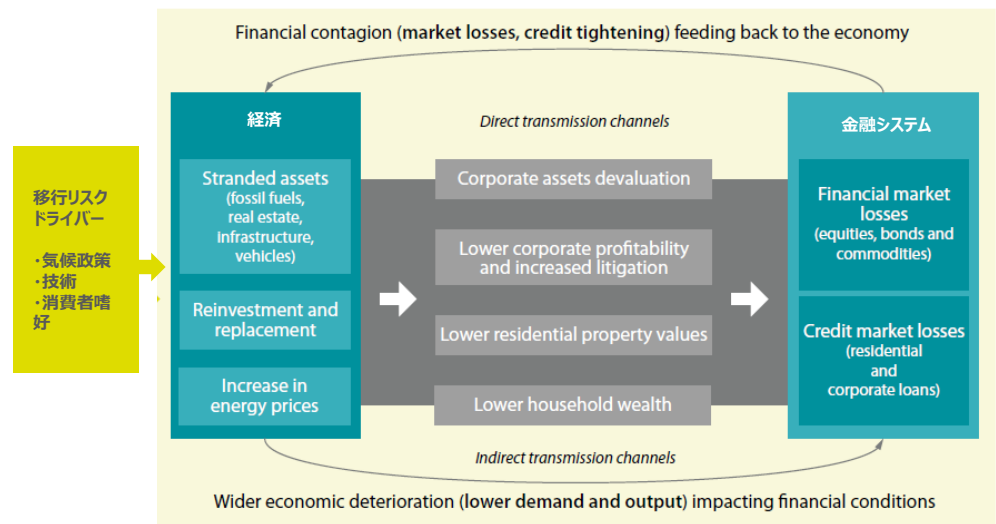 Financial contagion (market losses, credit tightening) feeding back to the economy
移行リスク
ドライバー
・気候政策
・技術
・消費者嗜
好
経済
Stranded assets
(fossil fuels,
real estate,
infrastructure,
vehicles)
Reinvestment and
replacement
Increase in
energy prices
Direct transmission channels
Corporate assets devaluation
Lower corporate profitability
and increased litigation
Lower residential property values
Lower household wealth
Indirect transmission channels
金融システム
Financial market
losses
(equities, bonds and
commodities)
Credit market losses
(residential
and
corporate loans)
Wider economic deterioration (lower demand and output) impacting financial conditions